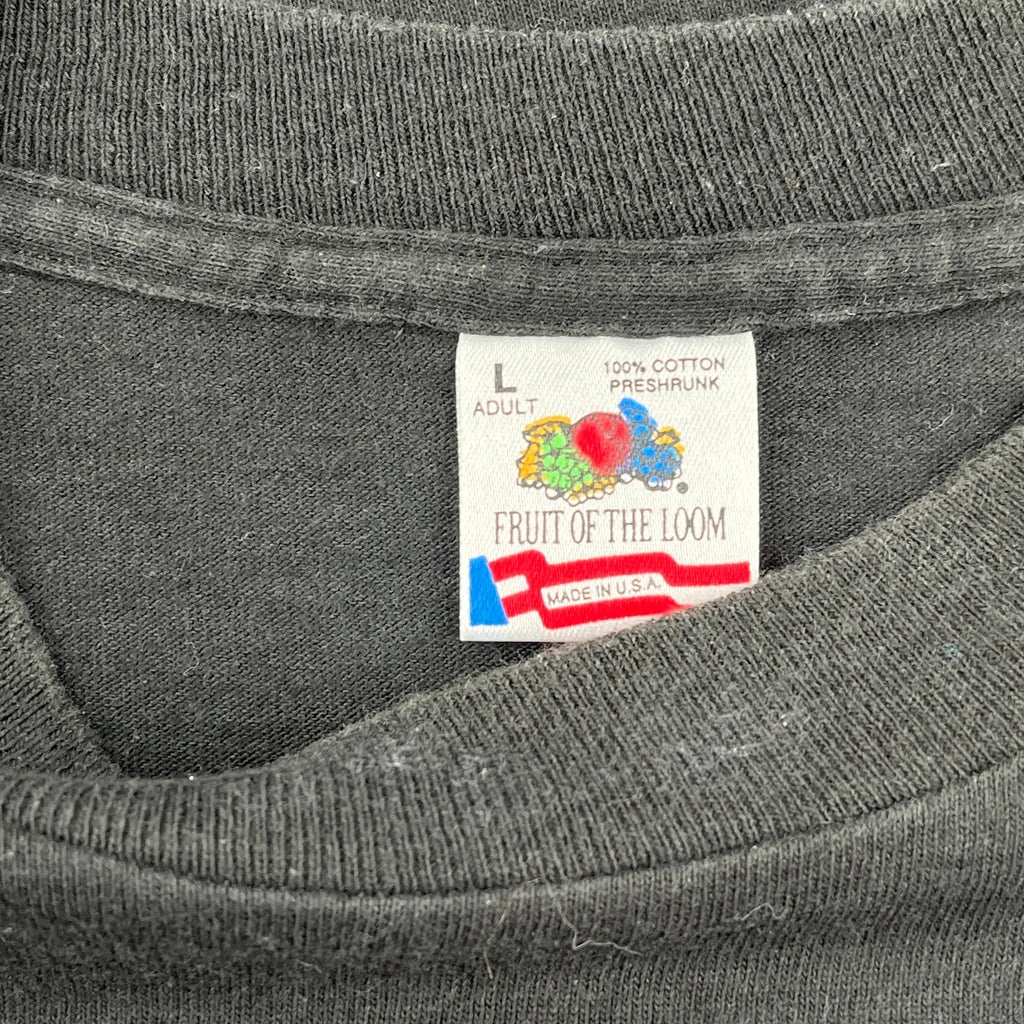 L
ADULT
100% COTTON
PRESHRUNK
®
FRUIT OF THE LOOM
MADE IN U.S.A.